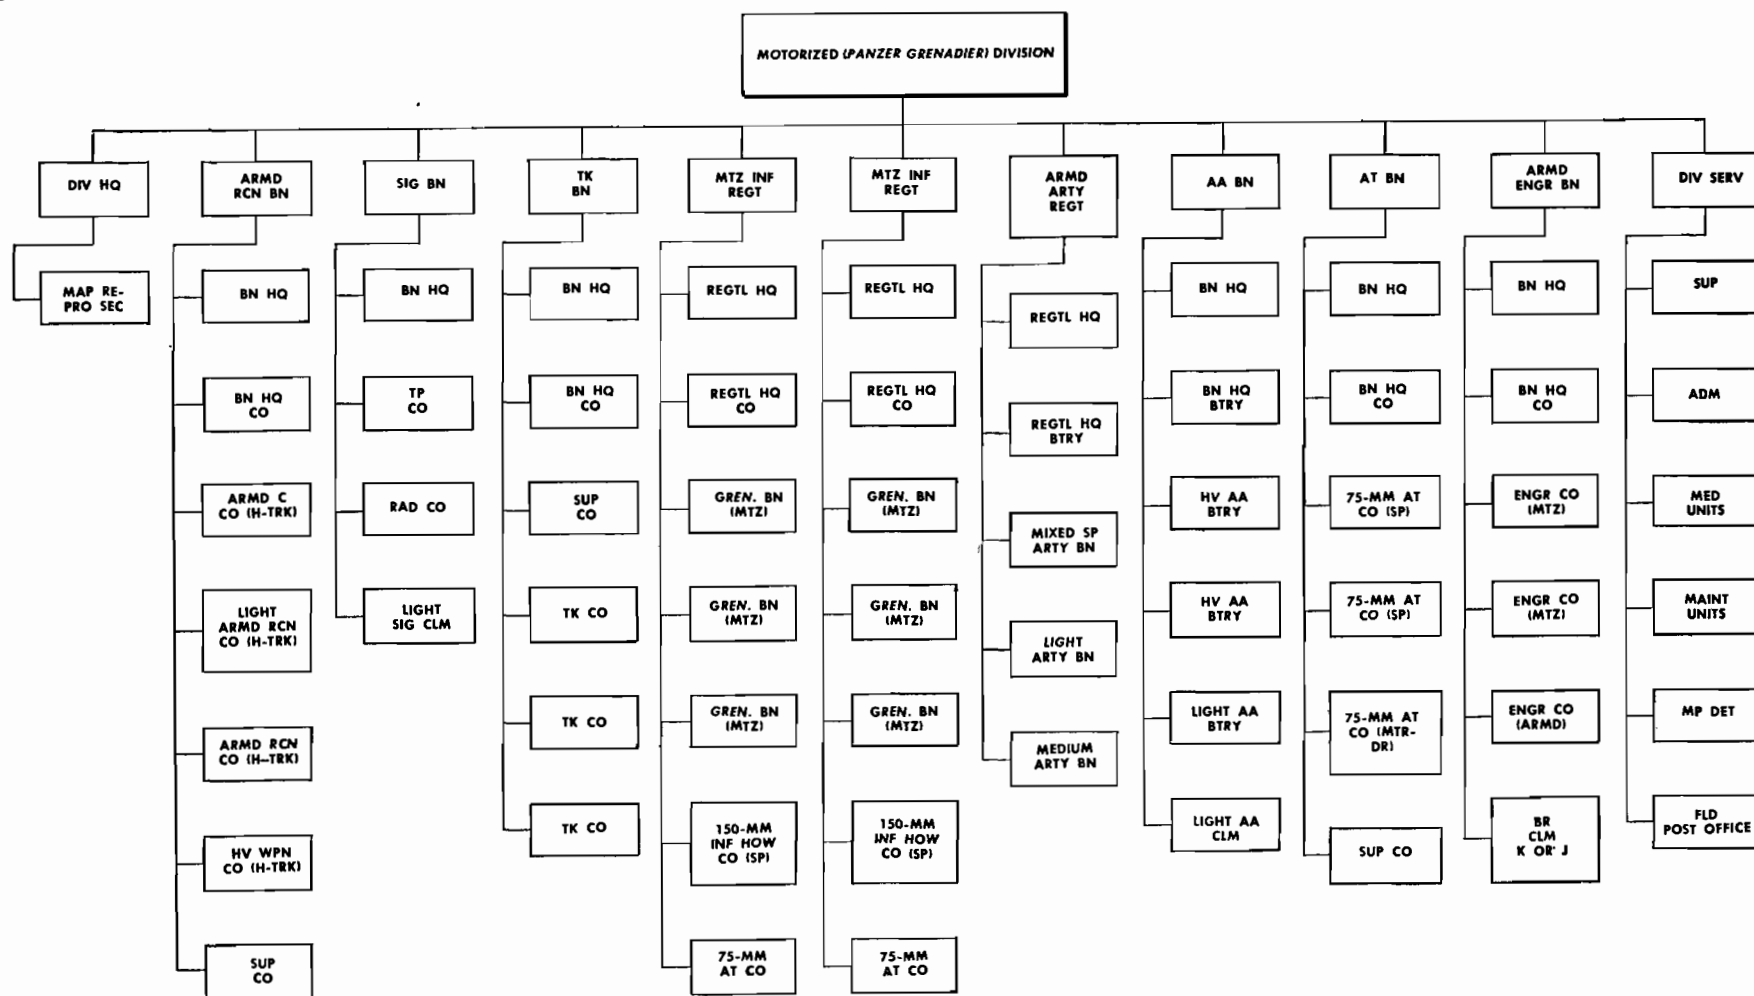 MOTORIZED (PANZER GRENADIER) DIVISION
DIV HQ
MAP RE-
PRO SEC
ARMD
RCN BN
BN HQ
BN HQ
CO
ARMD C
CO (H-TRK)
LIGHT
ARMD RCN
CO (H-TRK)
ARMD RCN
CO (H-TRK)
HV WPN
CO (H-TRK)
SUP
CO
SIG BN
BN HQ
TP
CO
RAD CO
LIGHT
SIG CLM
TK
BN
BN HQ
BN HQ
CO
SUP
CO
TK CO
TK CO
TK CO
MTZ INF
REGT
REGTL HQ
REGTL HQ
CO
GREN. BN
(MTZ)
GREN. BN
(MTZ)
GREN. BN
(MTZ)
150-MM
INF HOW
CO (SP)
75-MM
AT CO
MTZ INF
REGT
REGTL HQ
REGTL HQ
CO
GREN. BN
(MTZ)
GREN. BN
(MTZ)
GREN. BN
(MTZ)
150-MM
INF HOW
CO (SP)
75-MM
AT CO
ARMD
ARTY
REGT
REGTL HQ
REGTL HQ
BTRY
MIXED SP
ARTY BN
LIGHT
ARTY BN
MEDIUM
ARTY BN
AA BN
BN HQ
BN HQ
BTRY
HV AA
BTRY
HV AA
BTRY
LIGHT AA
BTRY
LIGHT AA
CLM
AT BN
BN HQ
BN HQ
CO
75-MM AT
CO (SP)
75-MM AT
CO (SP)
75-MM AT
CO (MTR-
DR)
SUP CO
ARMD
ENGR BN
BN HQ
BN HQ
CO
ENGR CO
(MTZ)
ENGR CO
(MTZ)
ENGR CO
(ARMD)
BR
CLM
K OR J
DIV SERV
SUP
ADM
MED
UNITS
MAINT
UNITS
MP DET
FLD
POST OFFICE